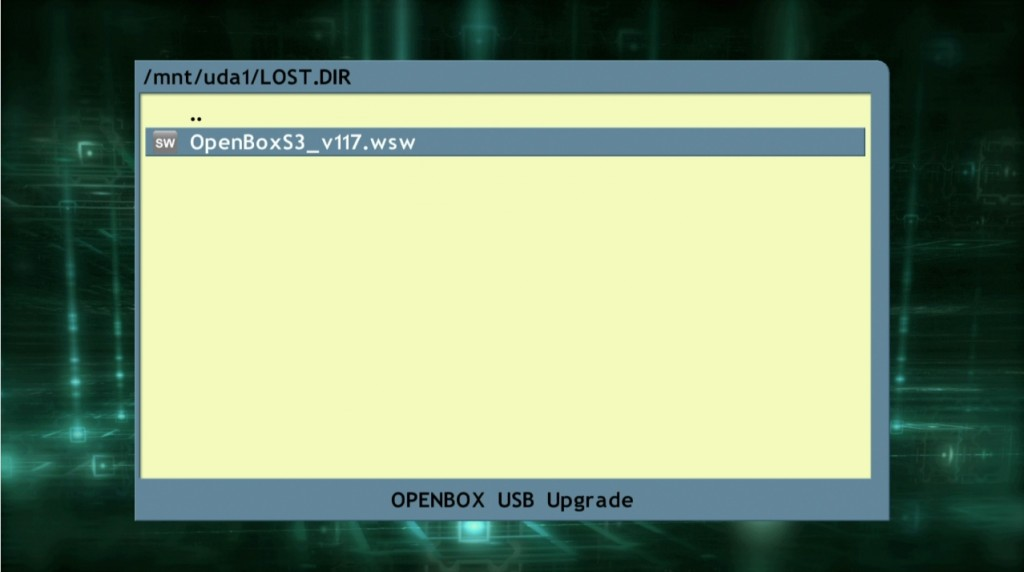 /mnt/uda1/LOST.DIR
..
SW OpenBoxS3_v117.wsw
OPENBOX USB Upgrade